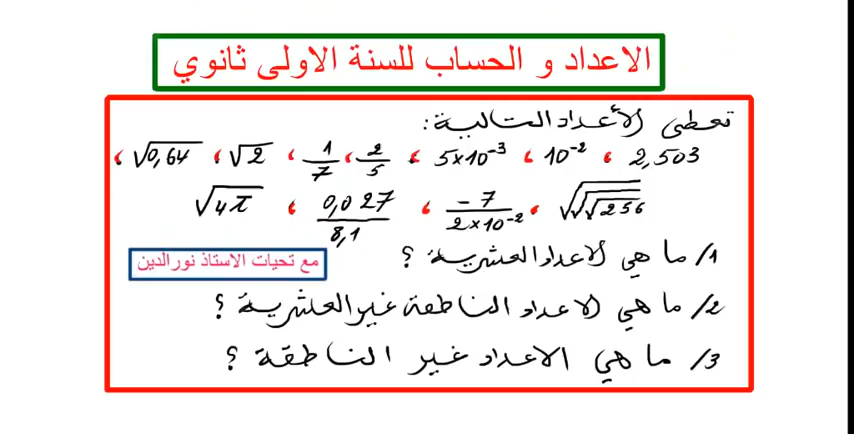 الاعداد و الحساب للسنة الاولى ثانوي
تعطى الأعداد التالية:
2,503 ، 10⁻² ، 5×10⁻³ ، 2/5 ، 1/7 ، √2 ، √0,64 ،
√√√256 ، -7/(2×10⁻²) ، 0,027/8,1 ، √4π
1/ ما هي الاعداد العشرية ؟
مع تحيات الاستاذ نورالدين
2/ ما هي الاعداد الناطقة غير العشرية ؟
3/ ما هي الاعداد غير الناطقة ؟